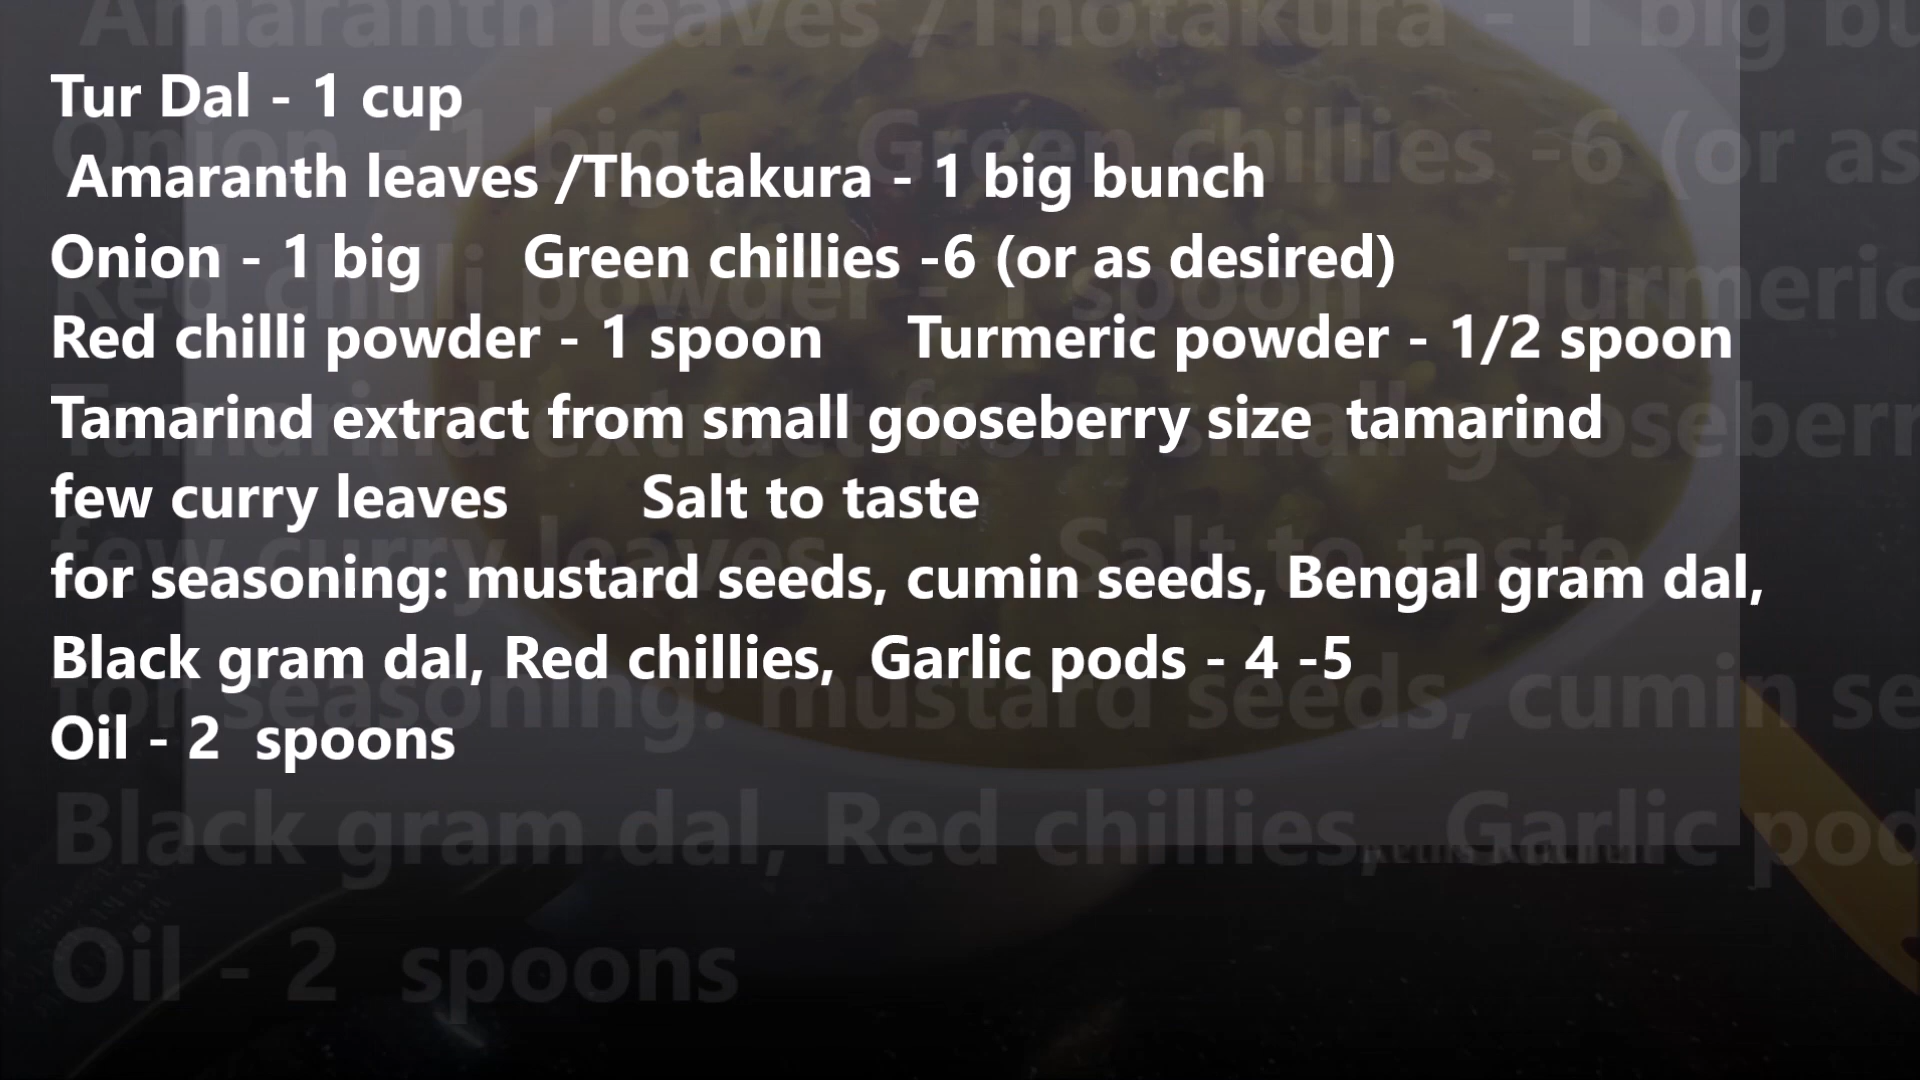 Tur Dal - 1 cup
Amaranth leaves /Thotakura - 1 big bunch
Onion - 1 big Green chillies -6 (or as desired)
Red chilli powder - 1 spoon Turmeric powder - 1/2 spoon
Tamarind extract from small gooseberry size tamarind
few curry leaves Salt to taste
for seasoning: mustard seeds, cumin seeds, Bengal gram dal,
Black gram dal, Red chillies, Garlic pods - 4 -5
Oil - 2 spoons